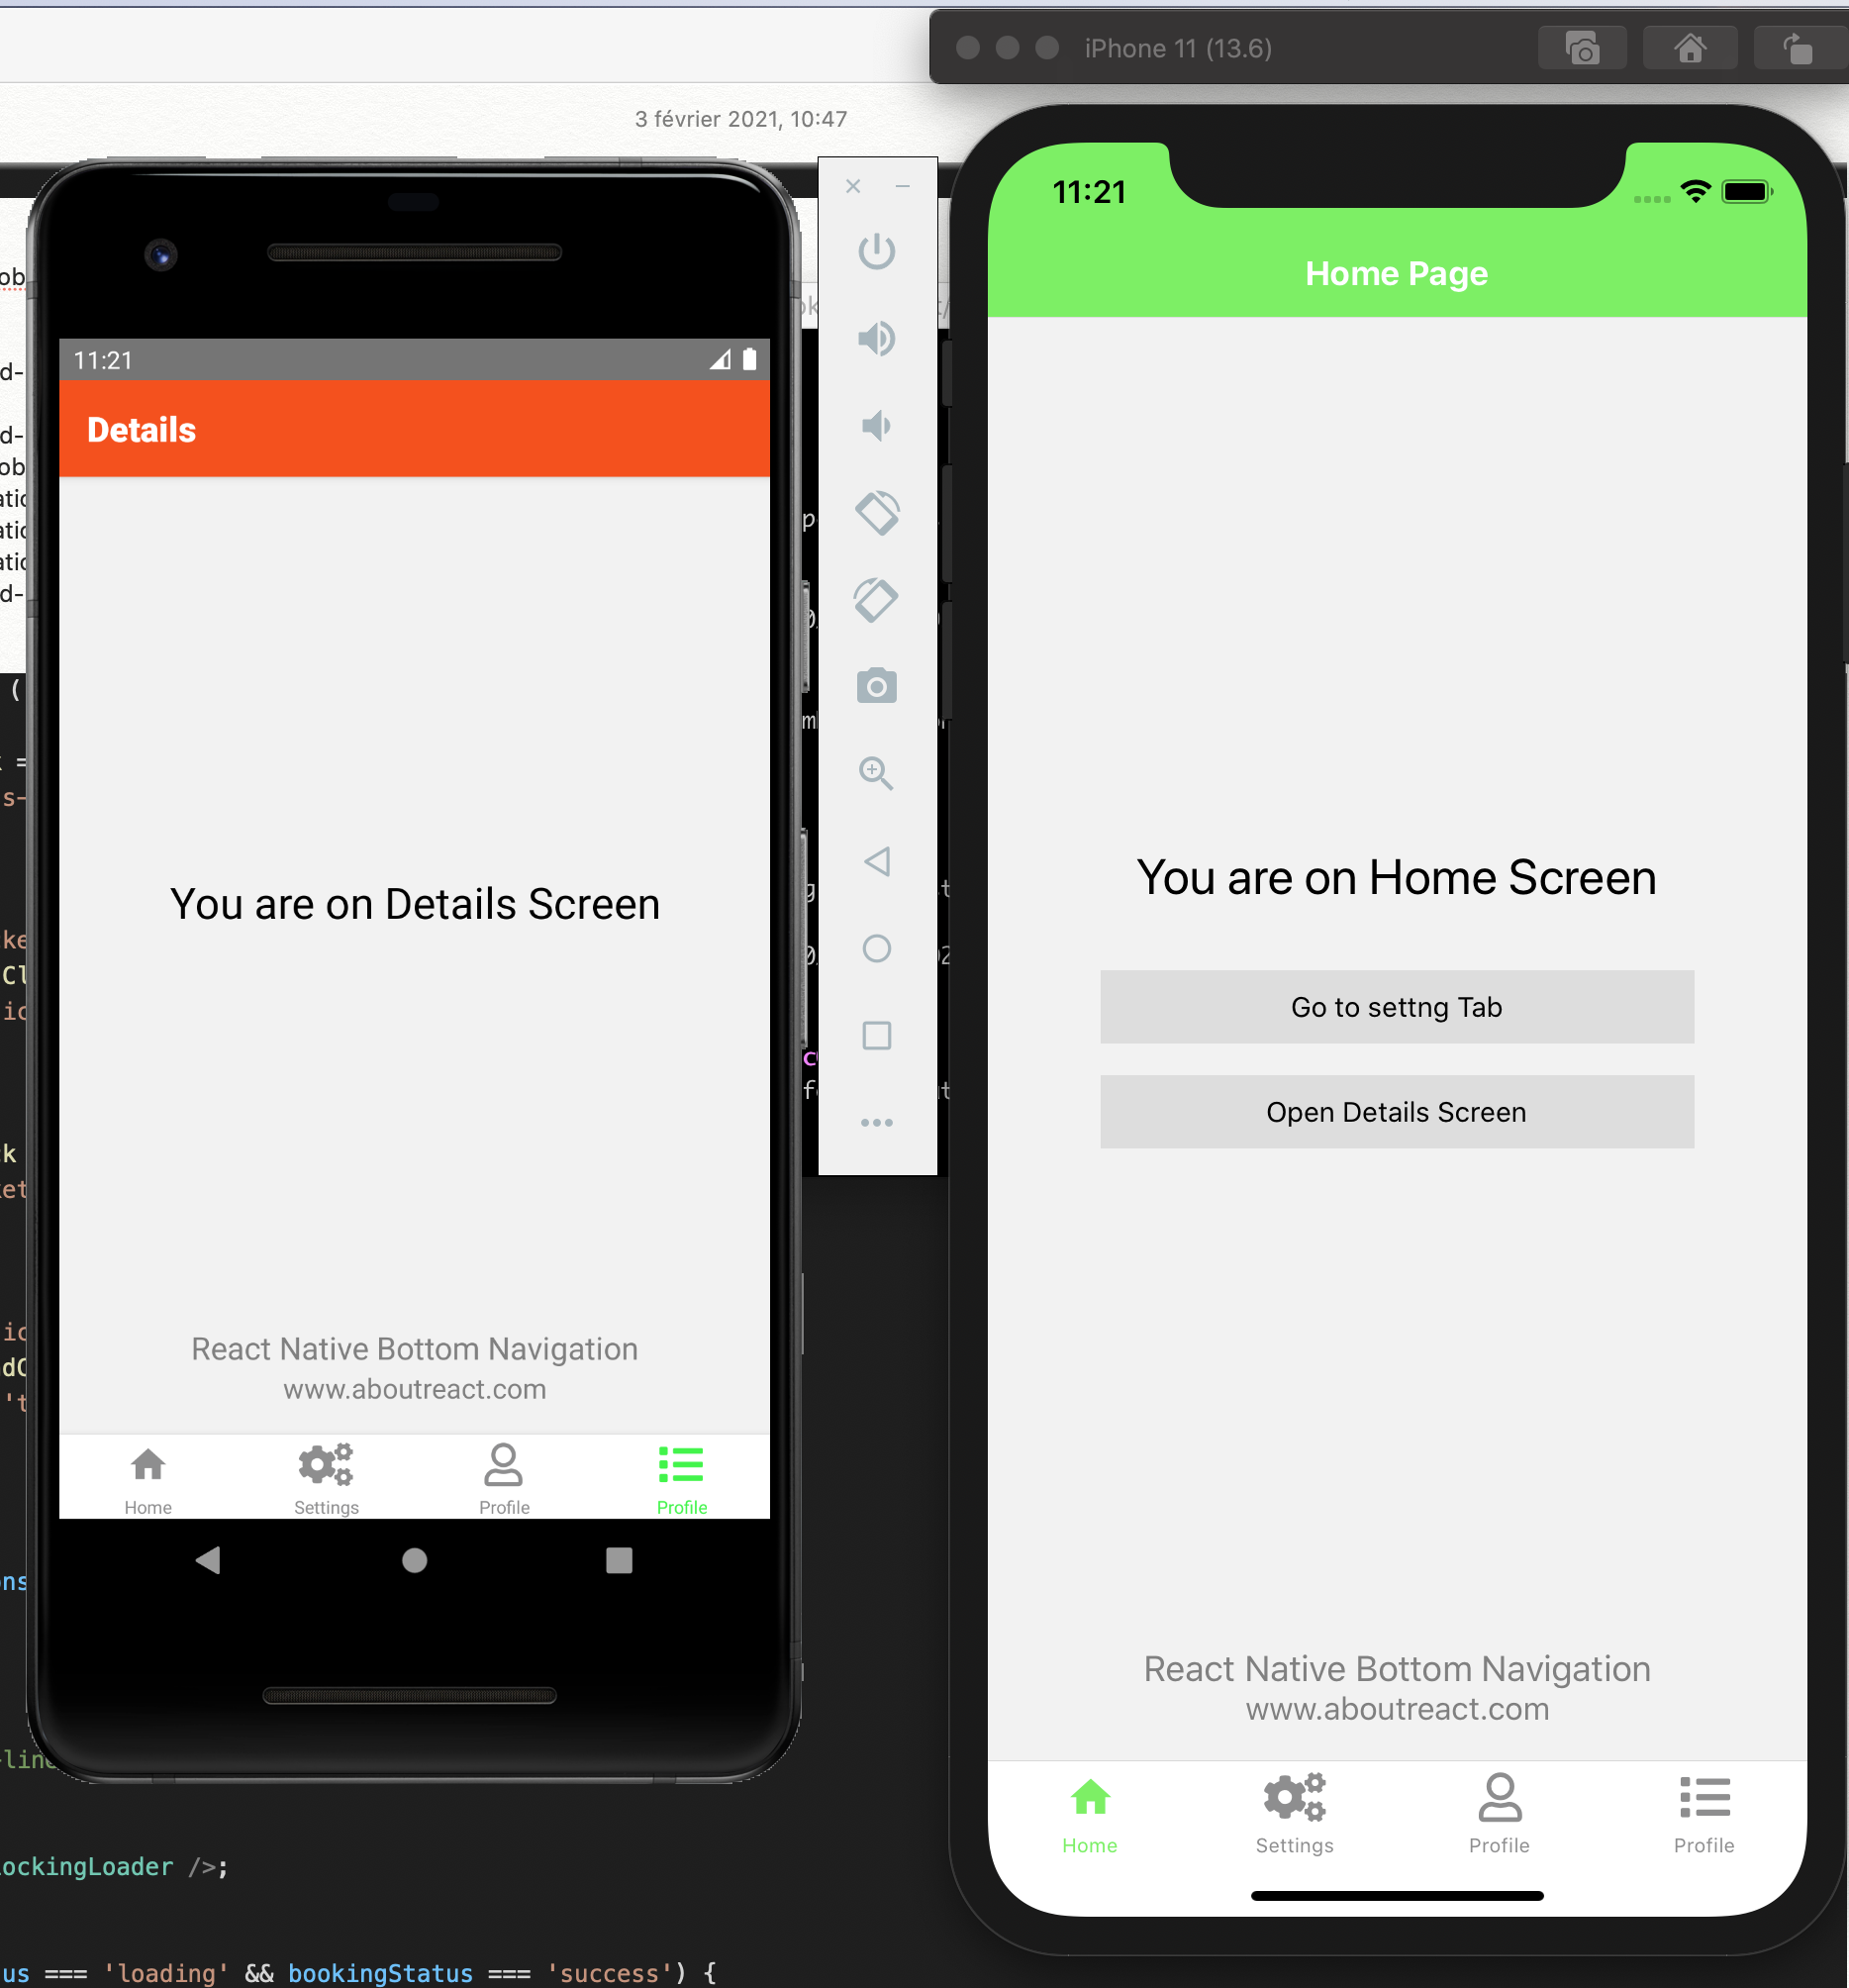 iPhone 11 (13.6)
3 février 2021, 10:47
11:21
Details
You are on Details Screen
React Native Bottom Navigation
www.aboutreact.com
Home
Settings
Profile
Profile
11:21
Home Page
You are on Home Screen
Go to settng Tab
Open Details Screen
React Native Bottom Navigation
www.aboutreact.com
Home
Settings
Profile
Profile
ockingLoader />;
us === 'loading' && bookingStatus === 'success') {